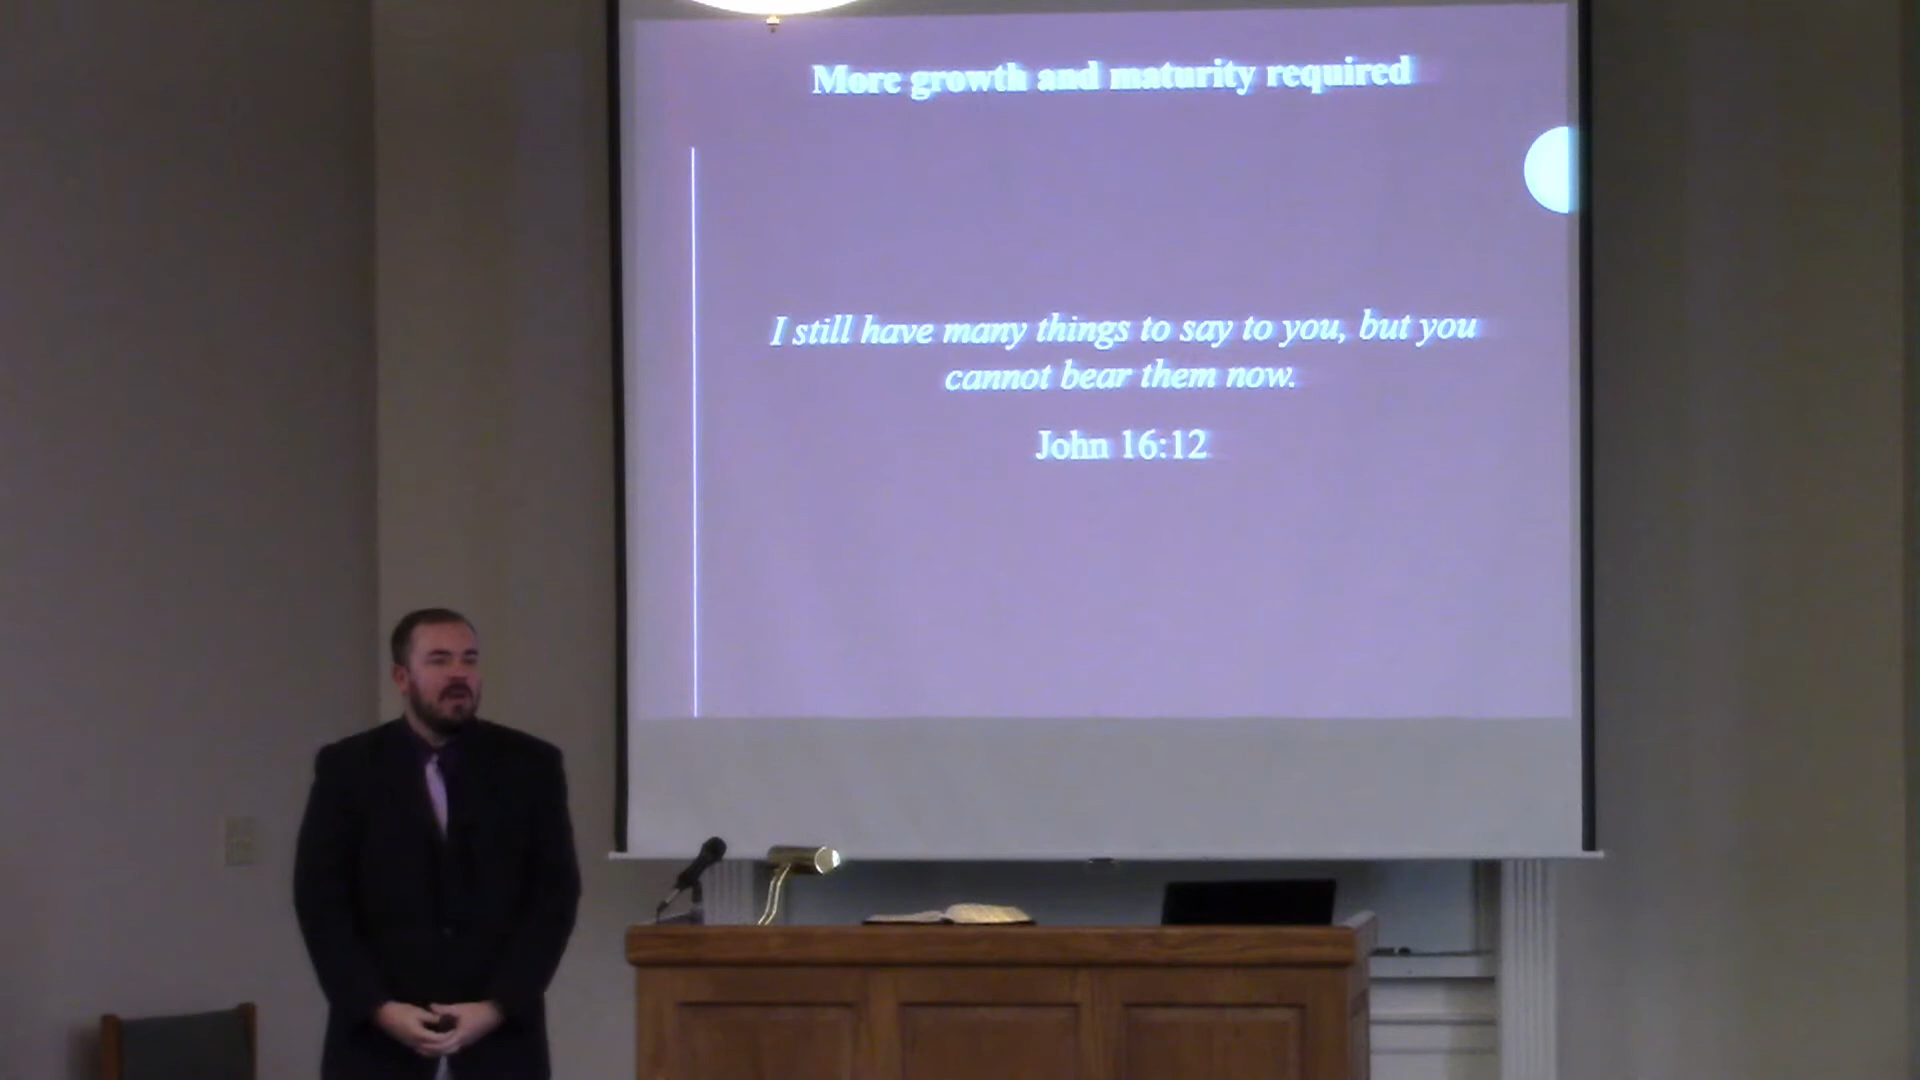 More growth and maturity required
I still have many things to say to you, but you
cannot bear them now.
John 16:12